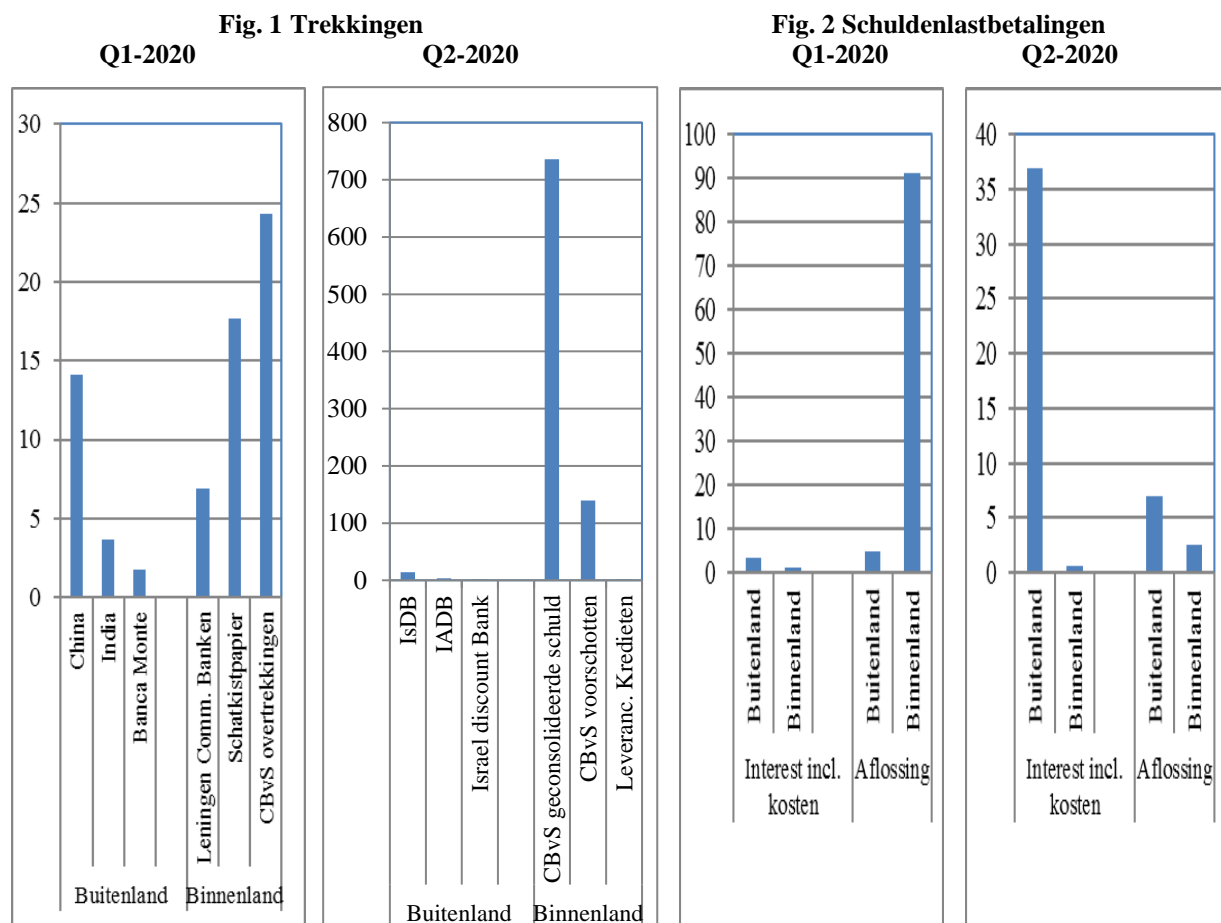 Fig. 1 Trekkingen
Q1-2020
Q2-2020
30
25
20
15
10
5
0
China
India
Banca Monte
Leningen Comm. Banken
Schatkistpapier
CBvS overtrekkingen
Buitenland
Binnenland
800
700
600
500
400
300
200
100
0
IsDB
IADB
Israel discount Bank
CBvS geconsolideerde schuld
CBvS voorschotten
Leveranc. Kredieten
Buitenland
Binnenland
Fig. 2 Schuldenlastbetalingen
Q1-2020
Q2-2020
100
90
80
70
60
50
40
30
20
10
0
Buitenland
Binnenland
Buitenland
Binnenland
Interest incl.
kosten
Aflossing
40
35
30
25
20
15
10
5
0
Buitenland
Binnenland
Buitenland
Binnenland
Interest incl.
kosten
Aflossing